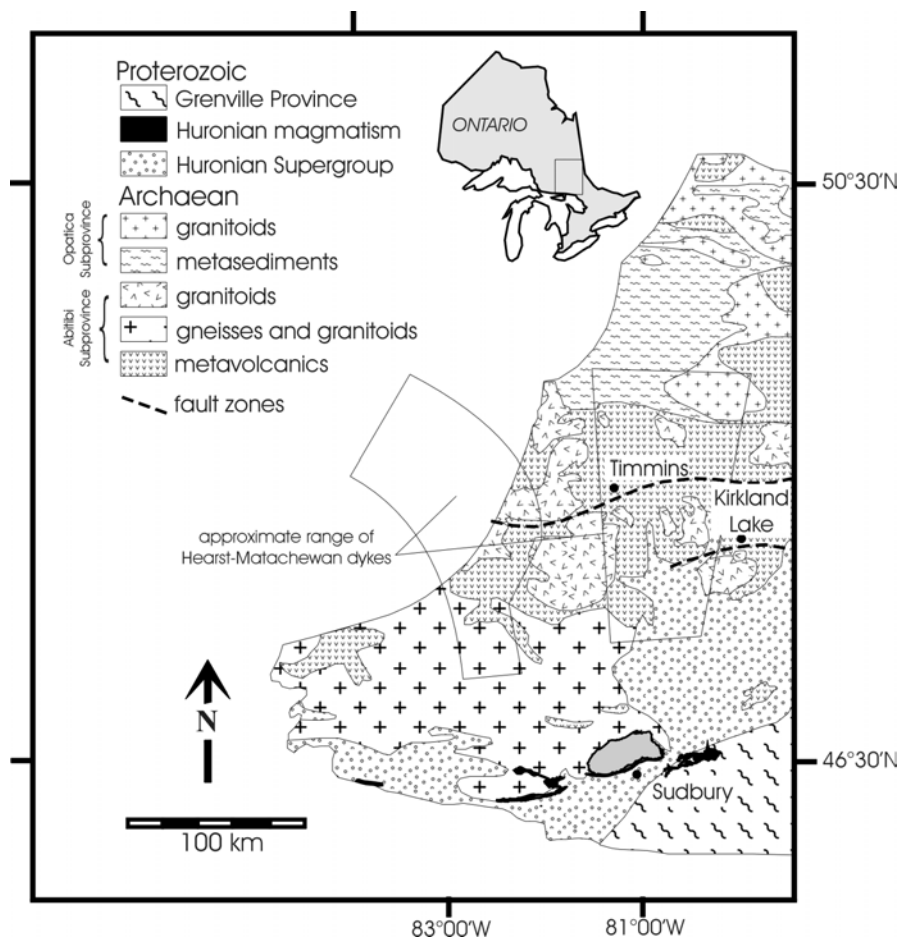 Proterozoic
Grenville Province
Huronian magmatism
Huronian Supergroup
Archaean
Opatica
Subprovince
granitoids
metasediments
Abitibi
Subprovince
granitoids
gneisses and granitoids
metavolcanics
fault zones
ONTARIO
50°30'N
Timmins
Kirkland
Lake
approximate range of
Hearst-Matachewan dykes
N
46°30'N
Sudbury
100 km
83°00'W
81°00'W